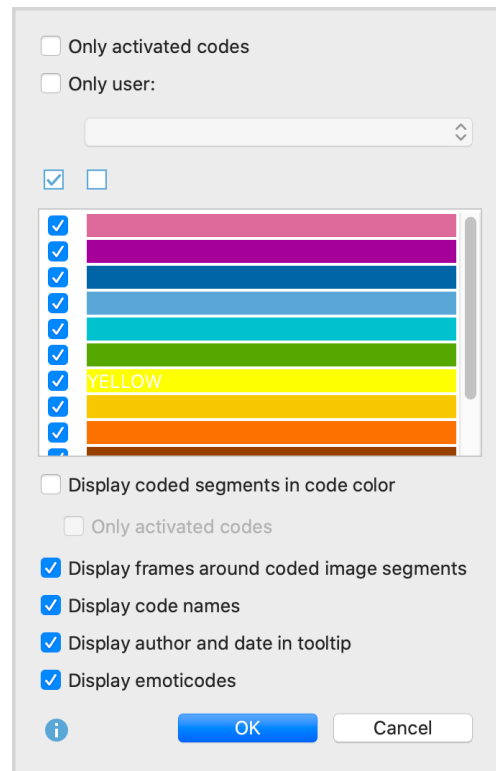 Only activated codes
Only user:
YELLOW
Display coded segments in code color
Only activated codes
Display frames around coded image segments
Display code names
Display author and date in tooltip
Display emoticodes
OK Cancel